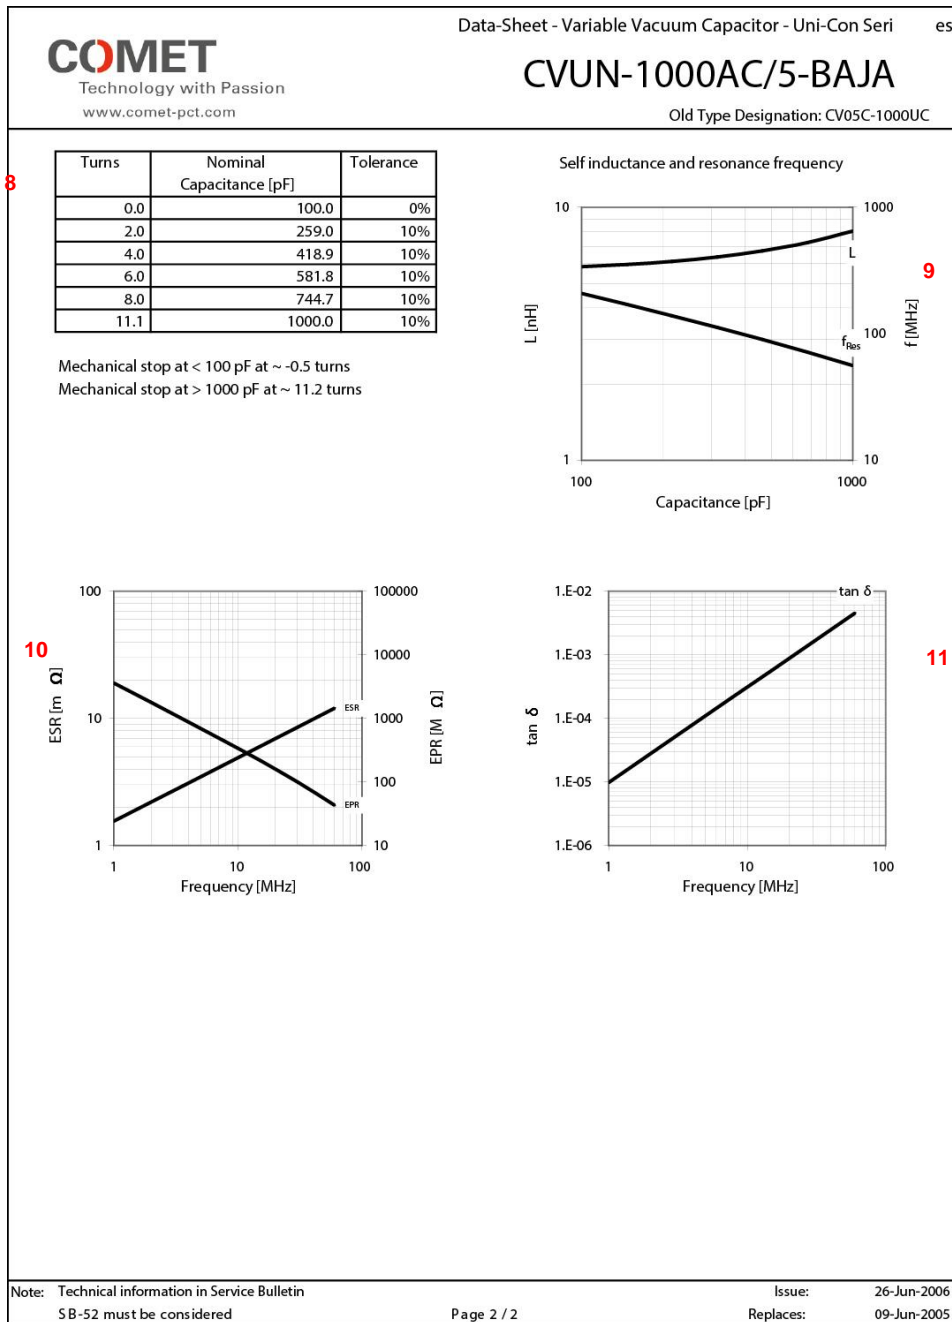 Data-Sheet - Variable Vacuum Capacitor - Uni-Con Seri es
COMET
Technology with Passion
www.comet-pct.com
CVUN-1000AC/5-BAJA
Old Type Designation: CV05C-1000UC
8
Turns Nominal Capacitance [pF] Tolerance
0.0 100.0 0%
2.0 259.0 10%
4.0 418.9 10%
6.0 581.8 10%
8.0 744.7 10%
11.1 1000.0 10%
Mechanical stop at < 100 pF at ~ -0.5 turns
Mechanical stop at > 1000 pF at ~ 11.2 turns
Self inductance and resonance frequency
10 1000
L
9
L [nH]
f [MHz]
100
fRes
1 10
100 1000
Capacitance [pF]
10
100 100000
10000
ESR [m Ω]
EPR [M Ω]
ESR
10 1000
100
EPR
1 10
1 10 100
Frequency [MHz]
11
1.E-02
tan δ
1.E-03
tan δ
1.E-04
1.E-05
1.E-06
1 10 100
Frequency [MHz]
Note: Technical information in Service Bulletin
SB-52 must be considered
Page 2 / 2
Issue: 26-Jun-2006
Replaces: 09-Jun-2005